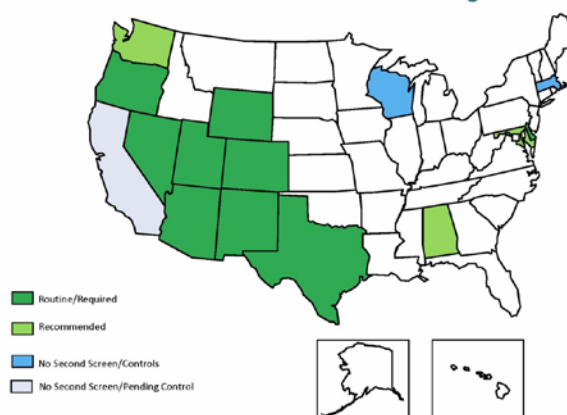 Routine/Required
Recommended
No Second Screen/Controls
No Second Screen/Pending Control